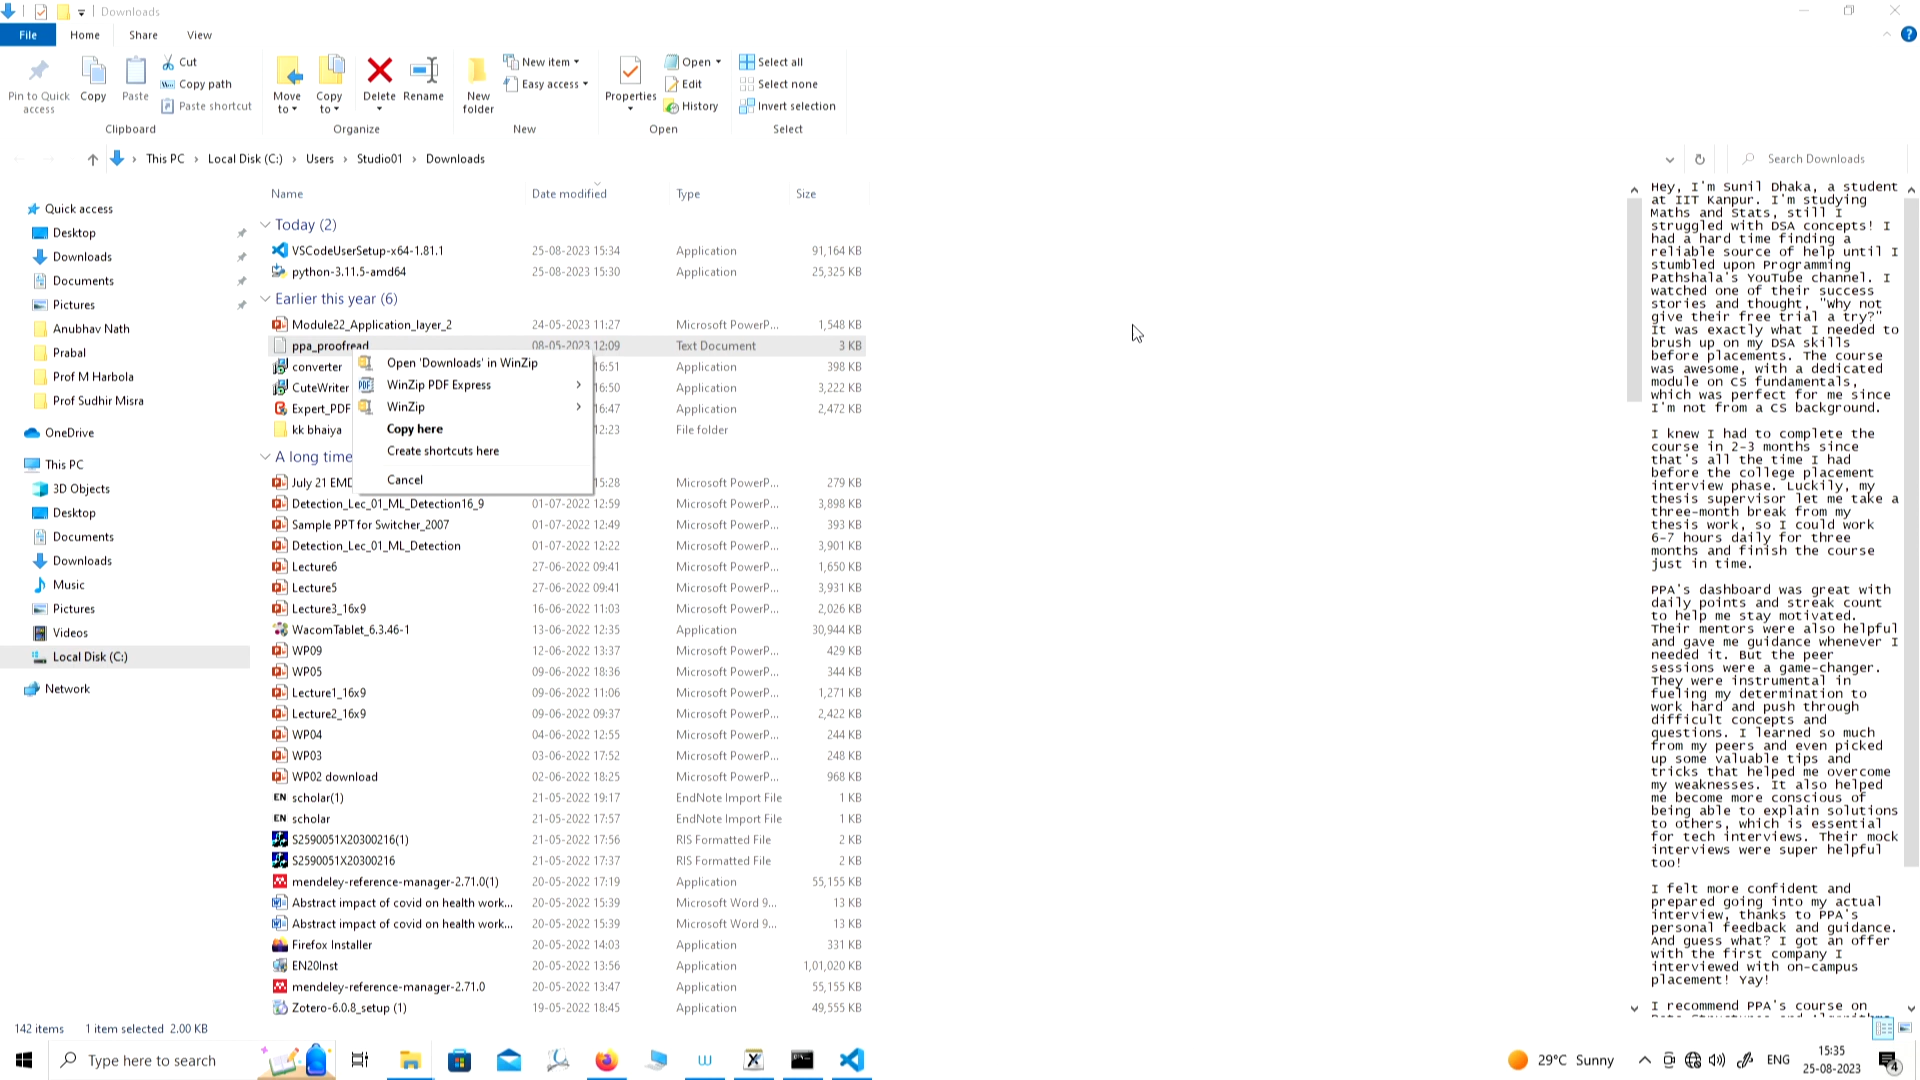 Downloads
File
Home
Share
View
Pin to Quick access
Copy
Paste
Cut
Copy path
Paste shortcut
Clipboard
Move to
Copy to
Delete
Rename
Organize
New folder
New item
Easy access
New
Properties
Open
Edit
History
Open
Select all
Select none
Invert selection
Select
This PC › Local Disk (C:) › Users › Studio01 › Downloads
Search Downloads
Quick access
Desktop
Downloads
Documents
Pictures
Anubhav Nath
Prabal
Prof M Harbola
Prof Sudhir Misra
OneDrive
This PC
3D Objects
Desktop
Documents
Downloads
Music
Pictures
Videos
Local Disk (C:)
Network
Name Date modified Type Size
Today (2)
VSCodeUserSetup-x64-1.81.1 25-08-2023 15:34 Application 91,164 KB
python-3.11.5-amd64 25-08-2023 15:30 Application 25,325 KB
Earlier this year (6)
Module22_Application_layer_2 24-05-2023 11:27 Microsoft PowerP... 1,548 KB
ppa_proofread 08-05-2023 12:09 Text Document 3 KB
converter 16:51 Application 398 KB
CuteWriter 16:50 Application 3,222 KB
Expert_PDF 16:47 Application 2,472 KB
kk bhaiya 12:23 File folder
Open 'Downloads' in WinZip
WinZip PDF Express
WinZip
Copy here
Create shortcuts here
Cancel
A long time
July 21 EMD 15:28 Microsoft PowerP... 279 KB
Detection_Lec_01_ML_Detection16_9 01-07-2022 12:59 Microsoft PowerP... 3,898 KB
Sample PPT for Switcher_2007 01-07-2022 12:49 Microsoft PowerP... 393 KB
Detection_Lec_01_ML_Detection 01-07-2022 12:22 Microsoft PowerP... 3,901 KB
Lecture6 27-06-2022 09:41 Microsoft PowerP... 1,650 KB
Lecture5 27-06-2022 09:41 Microsoft PowerP... 3,931 KB
Lecture3_16x9 16-06-2022 11:03 Microsoft PowerP... 2,026 KB
WacomTablet_6.3.46-1 13-06-2022 12:35 Application 30,944 KB
WP09 12-06-2022 13:37 Microsoft PowerP... 429 KB
WP05 09-06-2022 18:36 Microsoft PowerP... 344 KB
Lecture1_16x9 09-06-2022 11:06 Microsoft PowerP... 1,271 KB
Lecture2_16x9 09-06-2022 09:37 Microsoft PowerP... 2,422 KB
WP04 04-06-2022 12:55 Microsoft PowerP... 244 KB
WP03 03-06-2022 17:52 Microsoft PowerP... 248 KB
WP02 download 02-06-2022 18:25 Microsoft PowerP... 968 KB
scholar(1) 21-05-2022 19:17 EndNote Import File 1 KB
scholar 21-05-2022 17:57 EndNote Import File 1 KB
S2590051X20300216(1) 21-05-2022 17:56 RIS Formatted File 2 KB
S2590051X20300216 21-05-2022 17:37 RIS Formatted File 2 KB
mendeley-reference-manager-2.71.0(1) 20-05-2022 17:19 Application 55,155 KB
Abstract impact of covid on health work... 20-05-2022 15:39 Microsoft Word 9... 13 KB
Abstract impact of covid on health work... 20-05-2022 15:39 Microsoft Word 9... 13 KB
Firefox Installer 20-05-2022 14:03 Application 331 KB
EN20Inst 20-05-2022 13:56 Application 1,01,020 KB
mendeley-reference-manager-2.71.0 20-05-2022 13:47 Application 55,155 KB
Zotero-6.0.8_setup (1) 19-05-2022 18:45 Application 49,555 KB
Hey, I'm Sunil Dhaka, a student
at IIT Kanpur. I'm studying
Maths and Stats, still I
struggled with DSA concepts! I
had a hard time finding a
reliable source of help until I
stumbled upon Programming
Pathshala's YouTube channel. I
watched one of their success
stories and thought, "why not
give their free trial a try?"
It was exactly what I needed to
brush up on my DSA skills
before placements. The course
was awesome, with a dedicated
module on CS fundamentals,
which was perfect for me since
I'm not from a CS background.
I knew I had to complete the
course in 2-3 months since
that's all the time I had
before the college placement
interview phase. Luckily, my
thesis supervisor let me take a
three-month break from my
thesis work, so I could work
6-7 hours daily for three
months and finish the course
just in time.
PPA's dashboard was great with
daily points and streak count
to help me stay motivated.
Their mentors were also helpful
and gave me guidance whenever I
needed it. But the peer
sessions were a game-changer.
They were instrumental in
fueling my determination to
work hard and push through
difficult concepts and
questions. I learned so much
from my peers and even picked
up some valuable tips and
tricks that helped me overcome
my weaknesses. It also helped
me become more conscious of
being able to explain solutions
to others, which is essential
for tech interviews. Their mock
interviews were super helpful
too!
I felt more confident and
prepared going into my actual
interview, thanks to PPA's
personal feedback and guidance.
And guess what? I got an offer
with the first company I
interviewed with on-campus
placement! Yay!
I recommend PPA's course on
142 items 1 item selected 2.00 KB
Type here to search
29°C Sunny
ENG
15:35
25-08-2023
4